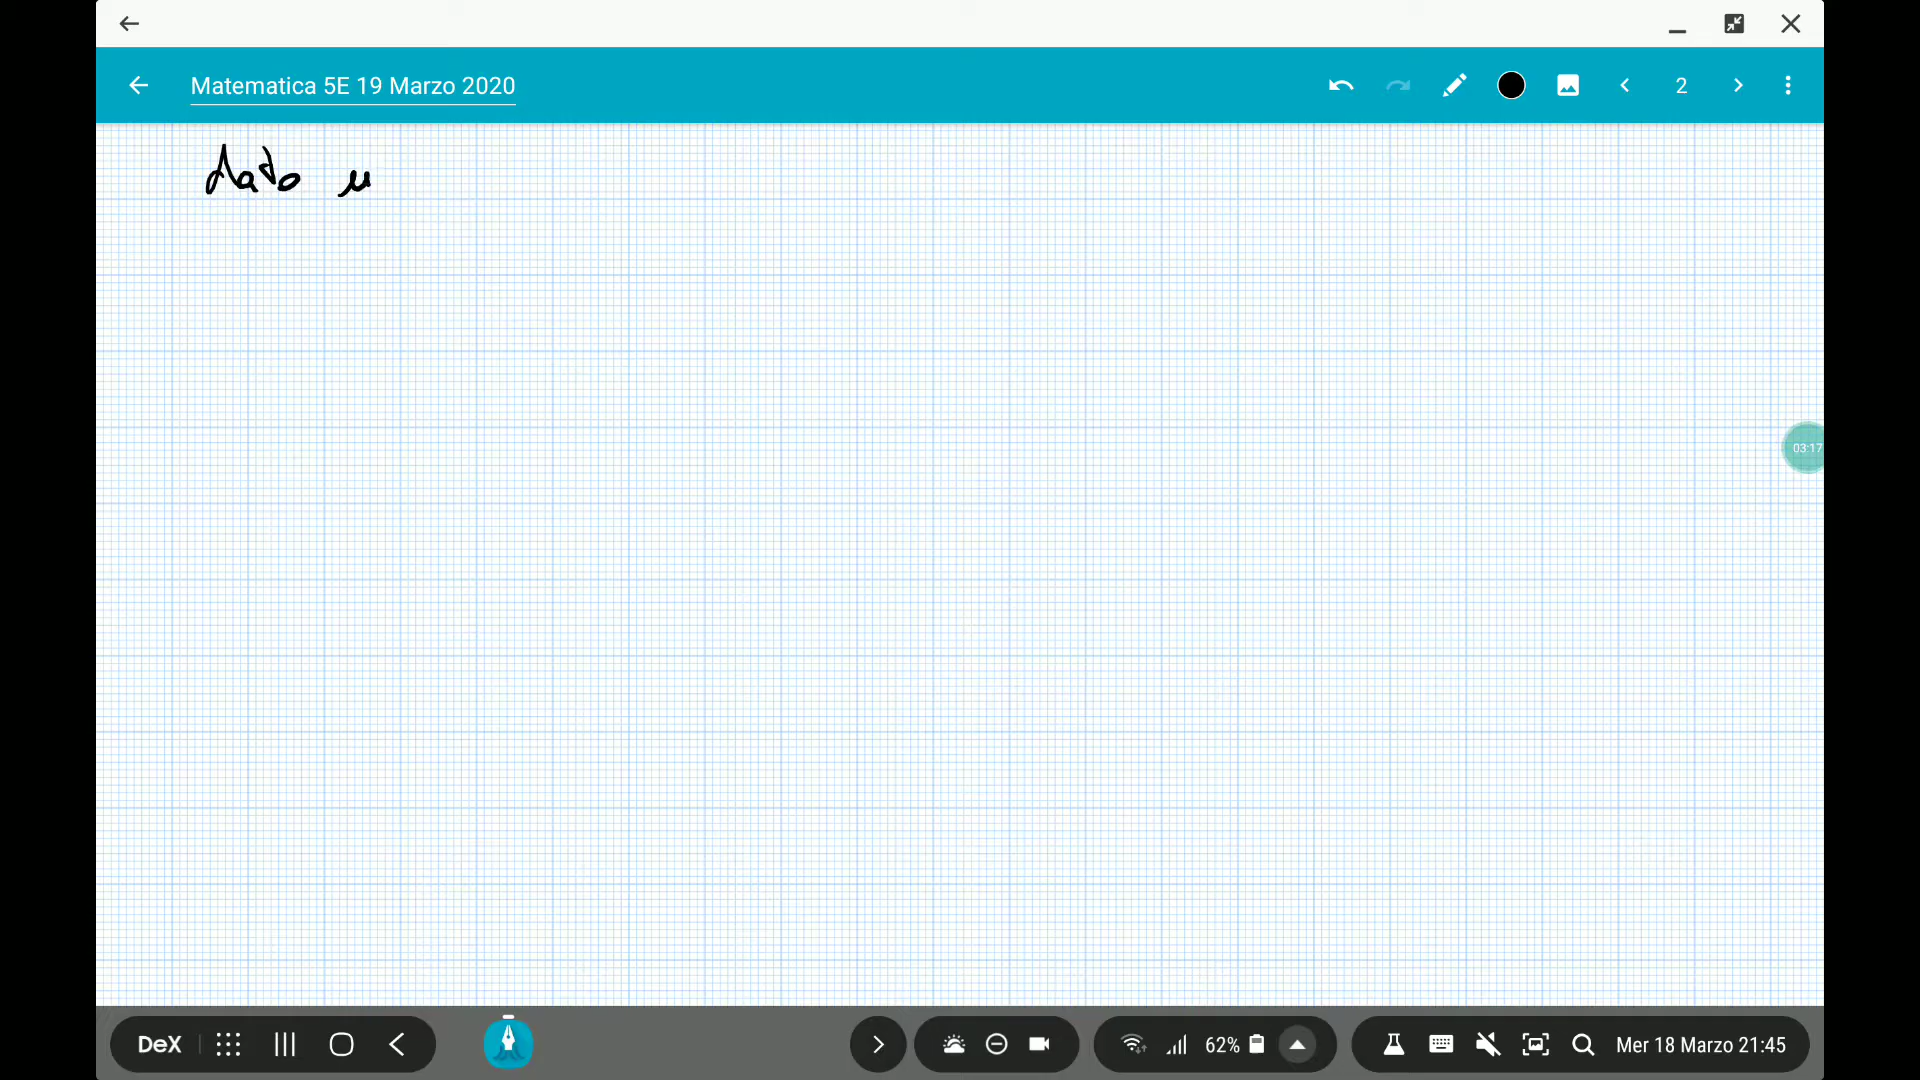 Matematica 5E 19 Marzo 2020
2
dato u
03:17
DeX
62%
Mer 18 Marzo 21:45